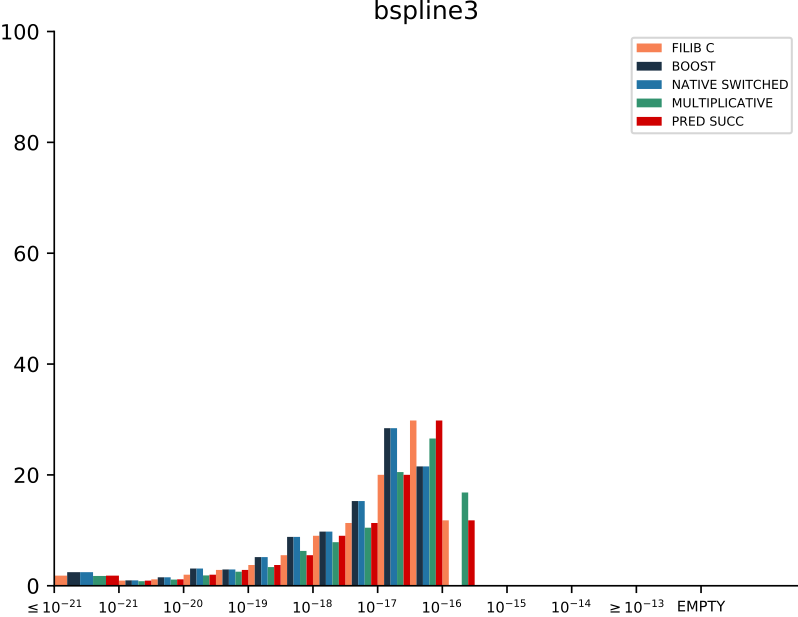 bspline3
100
80
60
40
20
0
FILIB C
BOOST
NATIVE SWITCHED
MULTIPLICATIVE
PRED SUCC
≤ 10⁻²¹ 10⁻²¹ 10⁻²⁰ 10⁻¹⁹ 10⁻¹⁸ 10⁻¹⁷ 10⁻¹⁶ 10⁻¹⁵ 10⁻¹⁴ ≥ 10⁻¹³ EMPTY